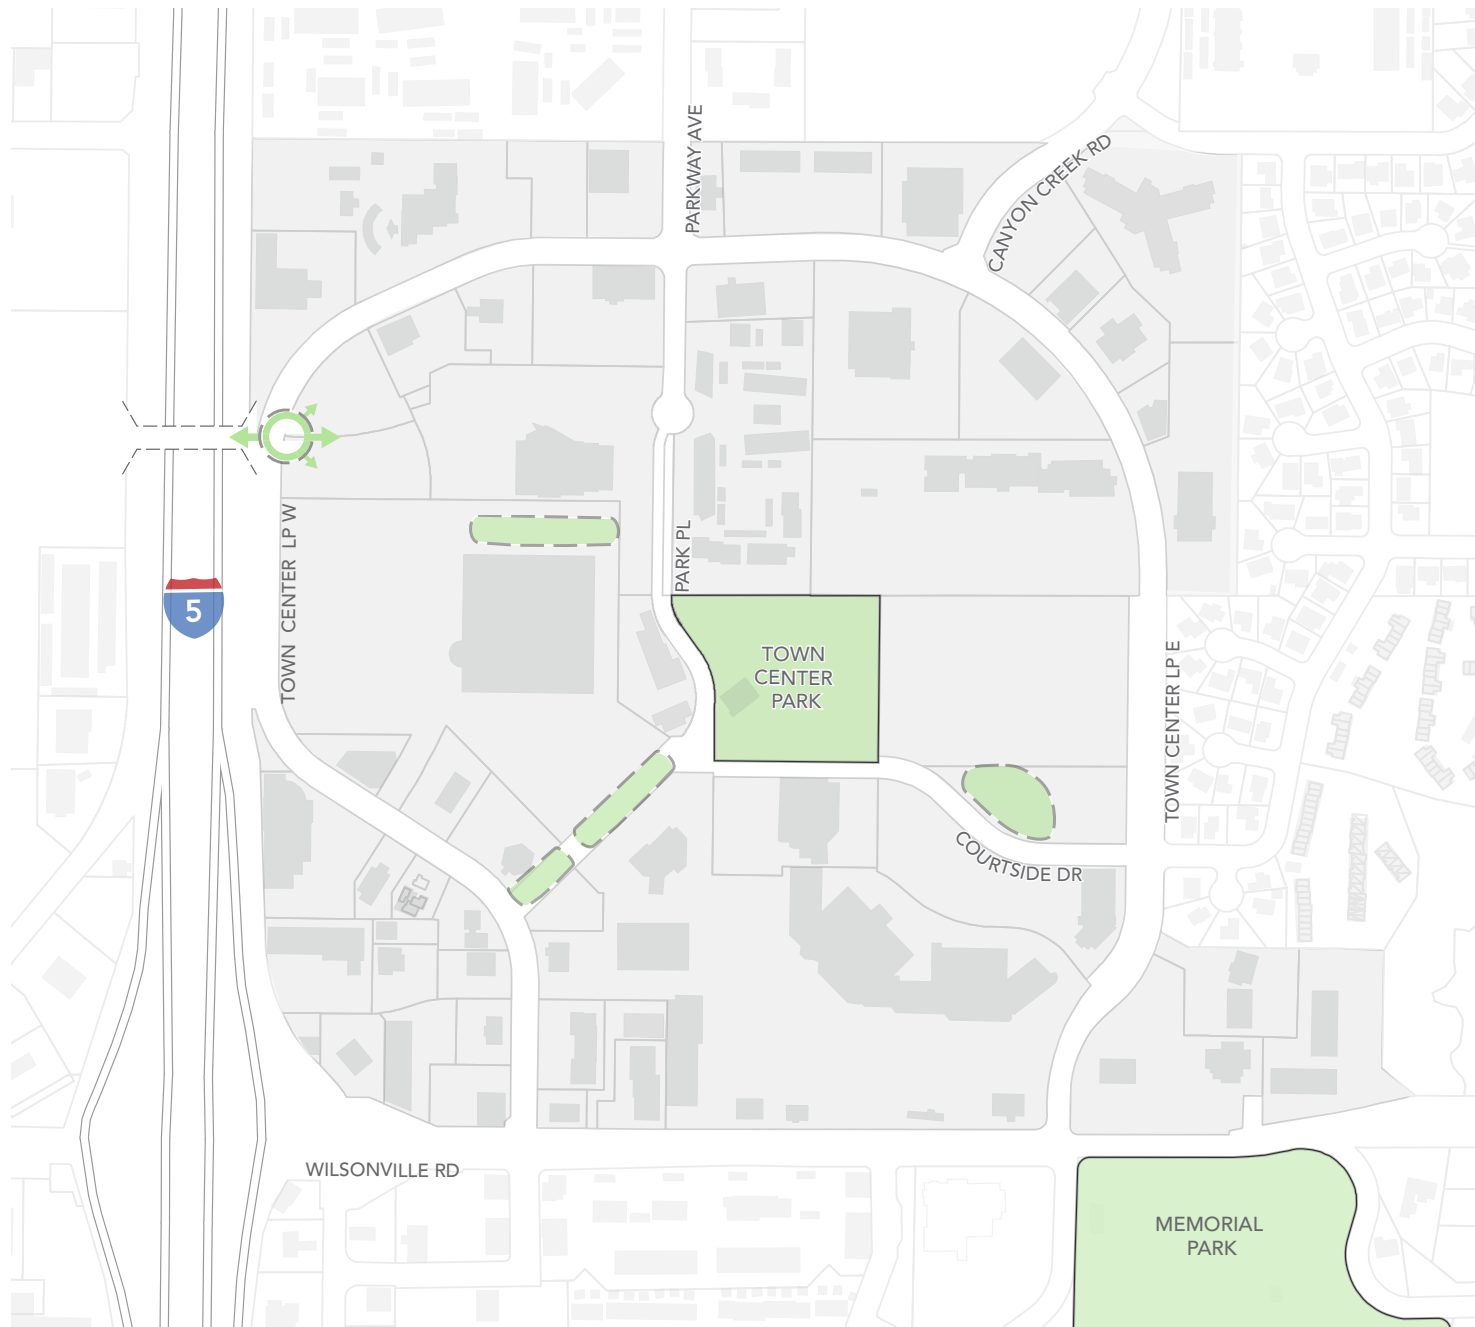 PARKWAY AVE
CANYON CREEK RD
TOWN CENTER LP W
PARK PL
5
TOWN
CENTER
PARK
TOWN CENTER LP E
COURTSIDE DR
WILSONVILLE RD
MEMORIAL
PARK